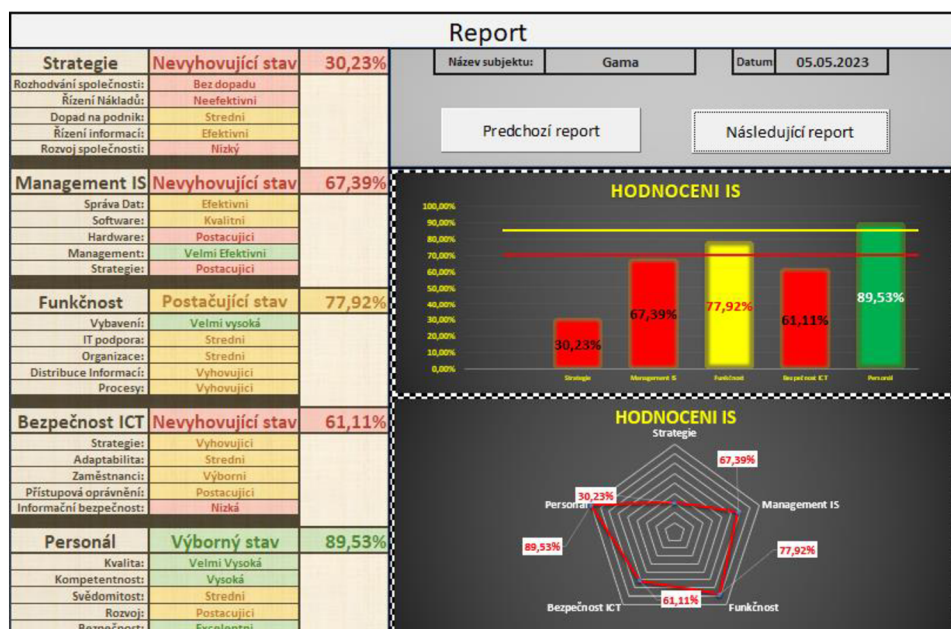 Report
Strategie Nevyhovující stav 30,23%
Rozhodvání společnosti: Bez dopadu
Řízení Nákladů: Neefektivni
Dopad na podnik: Stredni
Řízení informací: Efektivni
Rozvoj společnosti: Nizký
Management IS Nevyhovující stav 67,39%
Správa Dat: Efektivni
Software: Kvalitni
Hardware: Postacujici
Management: Velmi Efektivni
Strategie: Postacujici
Funkčnost Postačující stav 77,92%
Vybavení: Velmi vysoká
IT podpora: Stredni
Organizace: Stredni
Distribuce Informací: Vyhovujici
Procesy: Vyhovujici
Bezpečnost ICT Nevyhovující stav 61,11%
Strategie: Vyhovujici
Adaptabilita: Stredni
Zaměstnanci: Výborni
Přístupová oprávnění: Postacujici
Informační bezpečnost: Nizká
Personál Výborný stav 89,53%
Kvalita: Velmi Vysoká
Kompetentnost: Vysoká
Svědomitost: Stredni
Rozvoj: Postacujici
Bezpečnost: Excelentni
Název subjektu: Gama Datum 05.05.2023
Predchozí report Následující report
HODNOCENI IS
100,00%
90,00%
80,00%
70,00%
60,00%
50,00%
40,00%
30,00%
20,00%
10,00%
0,00%
30,23% 67,39% 77,92% 61,11% 89,53%
Strategie Management IS Funkčnost Bezpečnost ICT Personál
HODNOCENI IS
Strategie
67,39%
30,23%
Personál Management IS
89,53% 77,92%
61,11%
Bezpečnost ICT Funkčnost